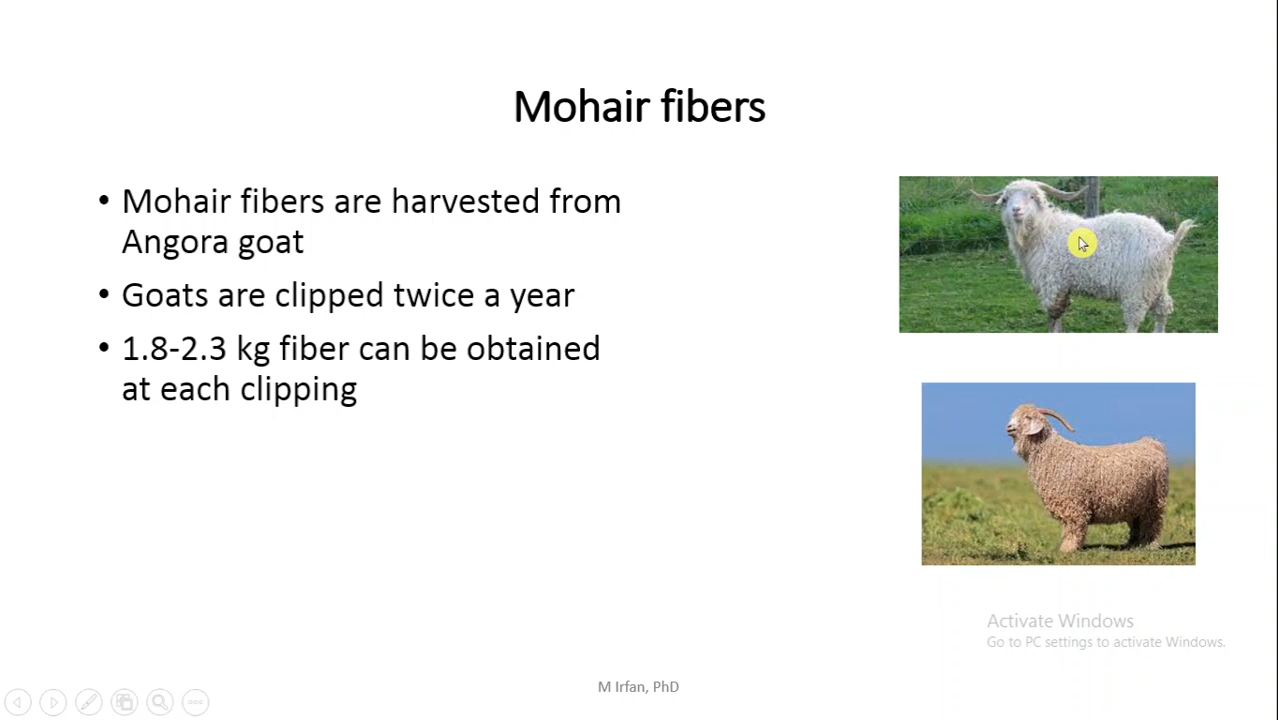 Mohair fibers
• Mohair fibers are harvested from
Angora goat
• Goats are clipped twice a year
• 1.8-2.3 kg fiber can be obtained
at each clipping
Activate Windows
Go to PC settings to activate Windows.
M Irfan, PhD